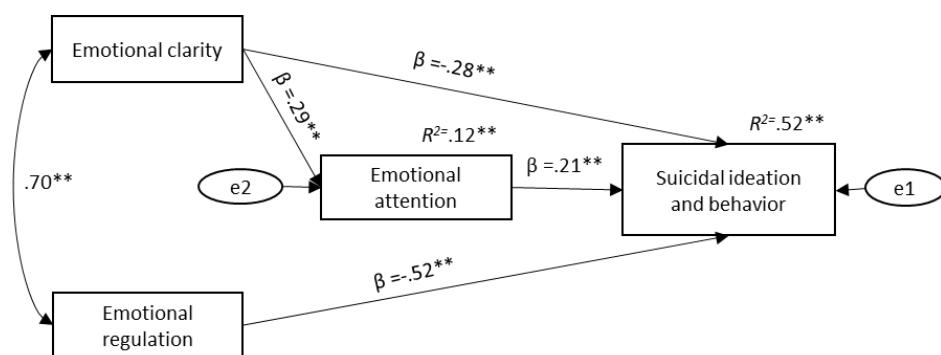 Emotional clarity
β =-.28**
β =.29**
R²⁼.12**
R²⁼.52**
.70**
e2
Emotional
attention
β =.21**
Suicidal ideation
and behavior
e1
β =-.52**
Emotional
regulation